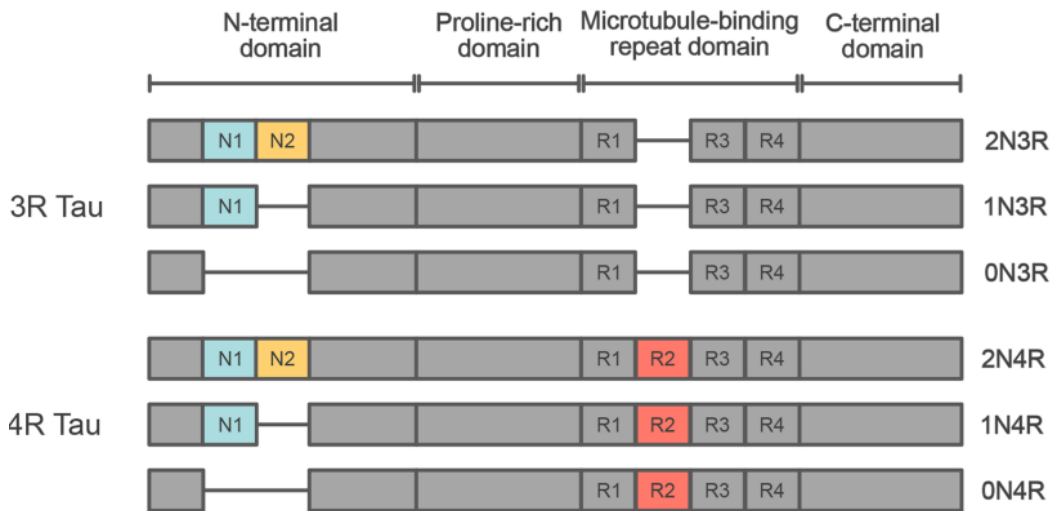 N-terminal domain
Proline-rich domain
Microtubule-binding repeat domain
C-terminal domain
N1 N2 R1 R3 R4 2N3R
3R Tau N1 R1 R3 R4 1N3R
R1 R3 R4 0N3R
N1 N2 R1 R2 R3 R4 2N4R
4R Tau N1 R1 R2 R3 R4 1N4R
R1 R2 R3 R4 0N4R